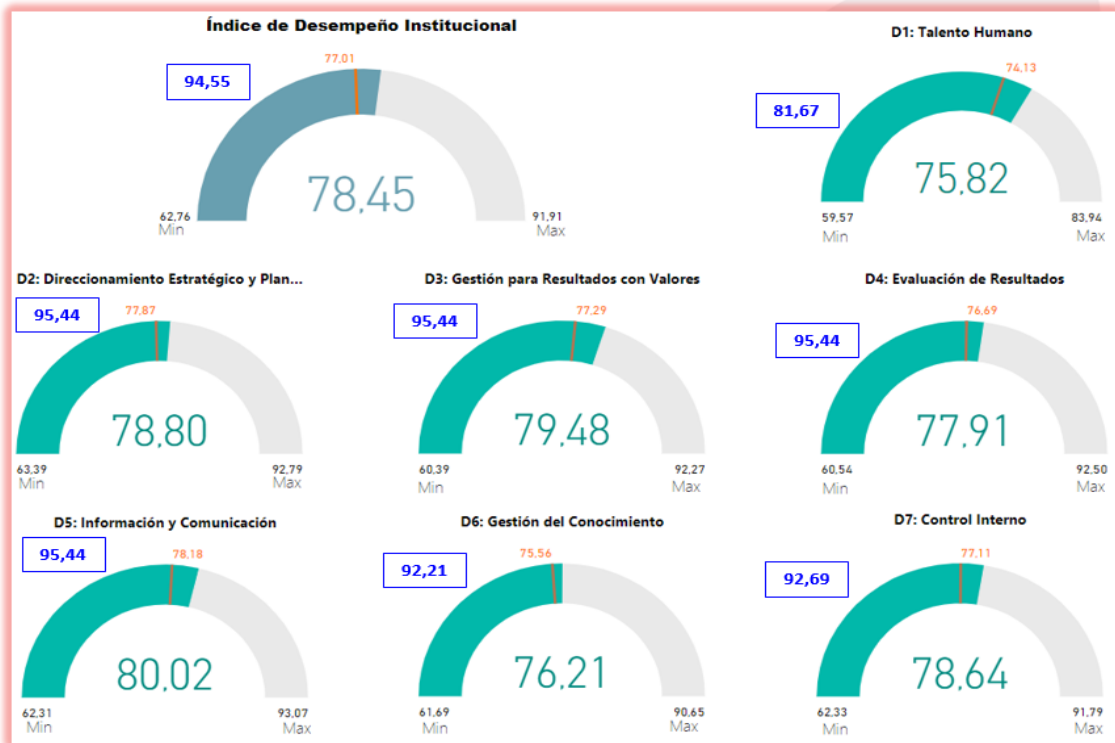 Índice de Desempeño Institucional
77,01
94,55
78,45
62,76
Min
91,91
Max
D1: Talento Humano
74,13
81,67
75,82
59,57
Min
83,94
Max
D2: Direccionamiento Estratégico y Plan...
77,87
95,44
78,80
63,39
Min
92,79
Max
D3: Gestión para Resultados con Valores
77,29
95,44
79,48
60,39
Min
92,27
Max
D4: Evaluación de Resultados
76,69
95,44
77,91
60,54
Min
92,50
Max
D5: Información y Comunicación
78,18
95,44
80,02
62,31
Min
93,07
Max
D6: Gestión del Conocimiento
75,56
92,21
76,21
61,69
Min
90,65
Max
D7: Control Interno
77,11
92,69
78,64
62,33
Min
91,79
Max